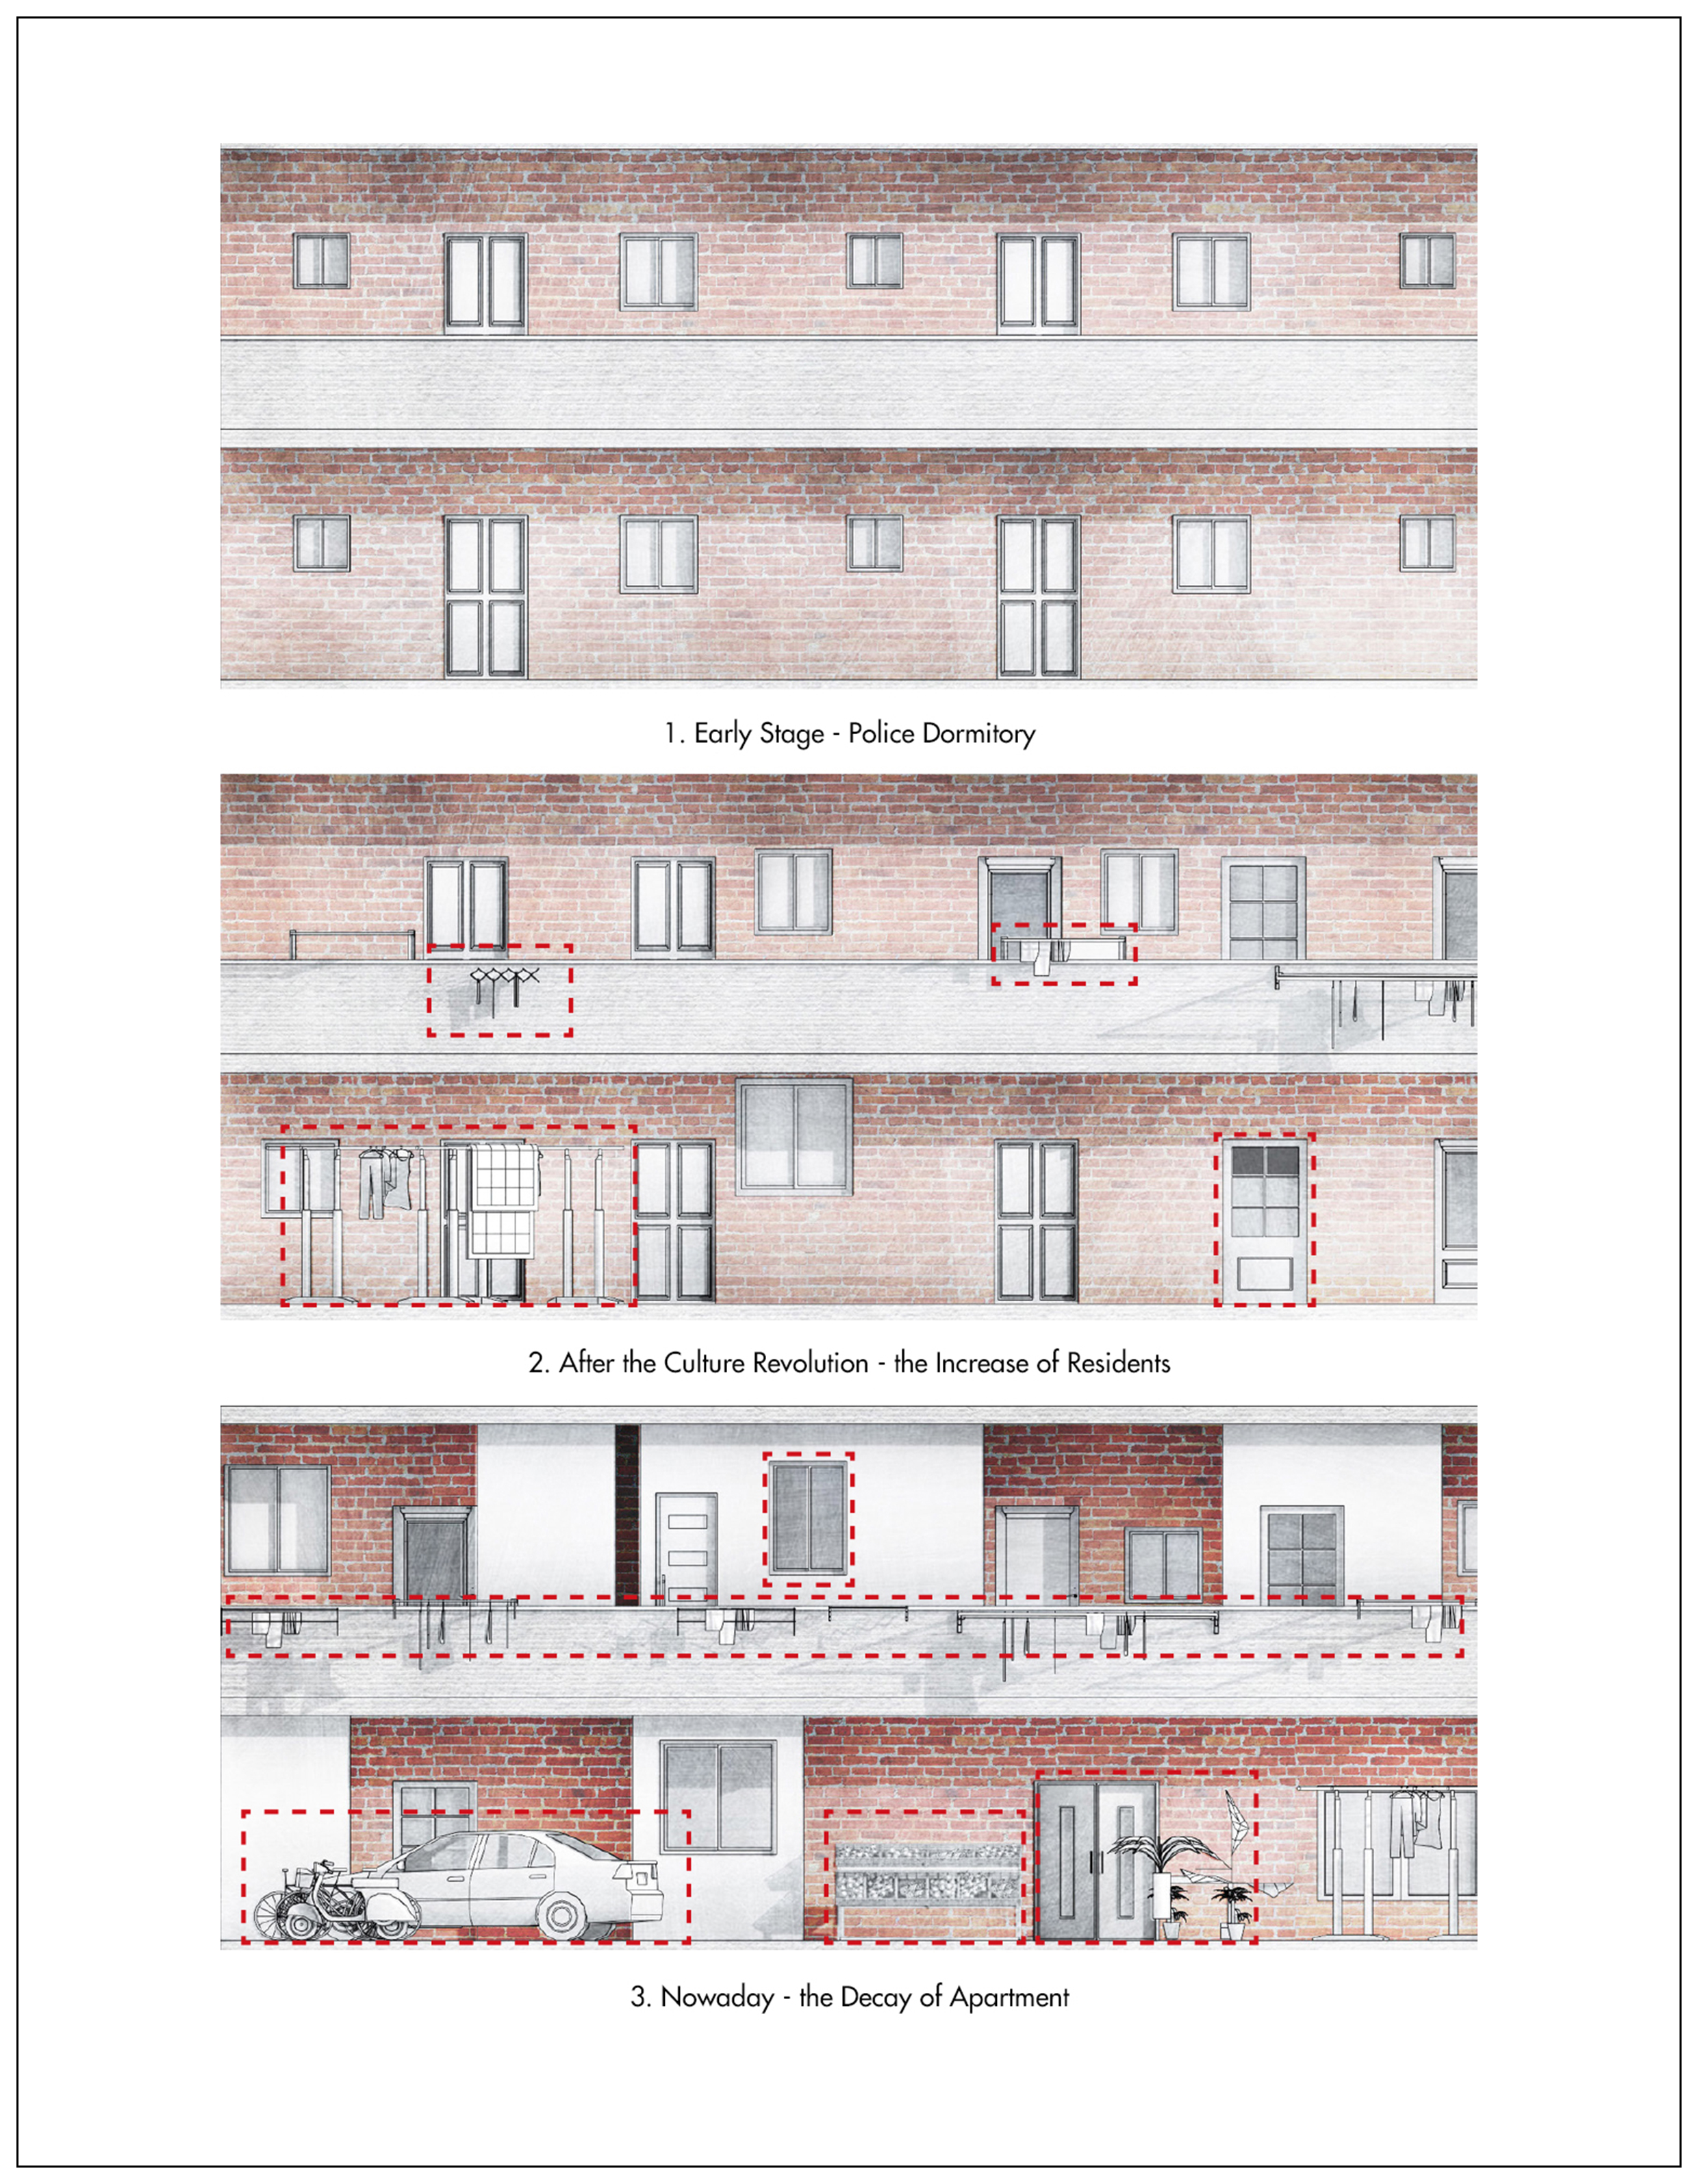 1. Early Stage - Police Dormitory
2. After the Culture Revolution - the Increase of Residents
3. Nowaday - the Decay of Apartment